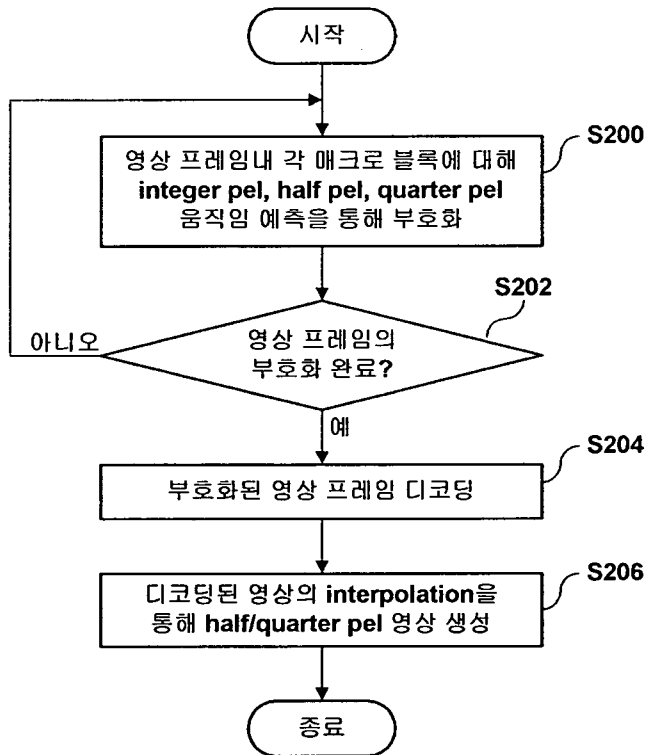 시작
S200
영상 프레임내 각 매크로 블록에 대해
integer pel, half pel, quarter pel
움직임 예측을 통해 부호화
S202
아니오
영상 프레임의
부호화 완료?
예
S204
부호화된 영상 프레임 디코딩
S206
디코딩된 영상의 interpolation을
통해 half/quarter pel 영상 생성
종료